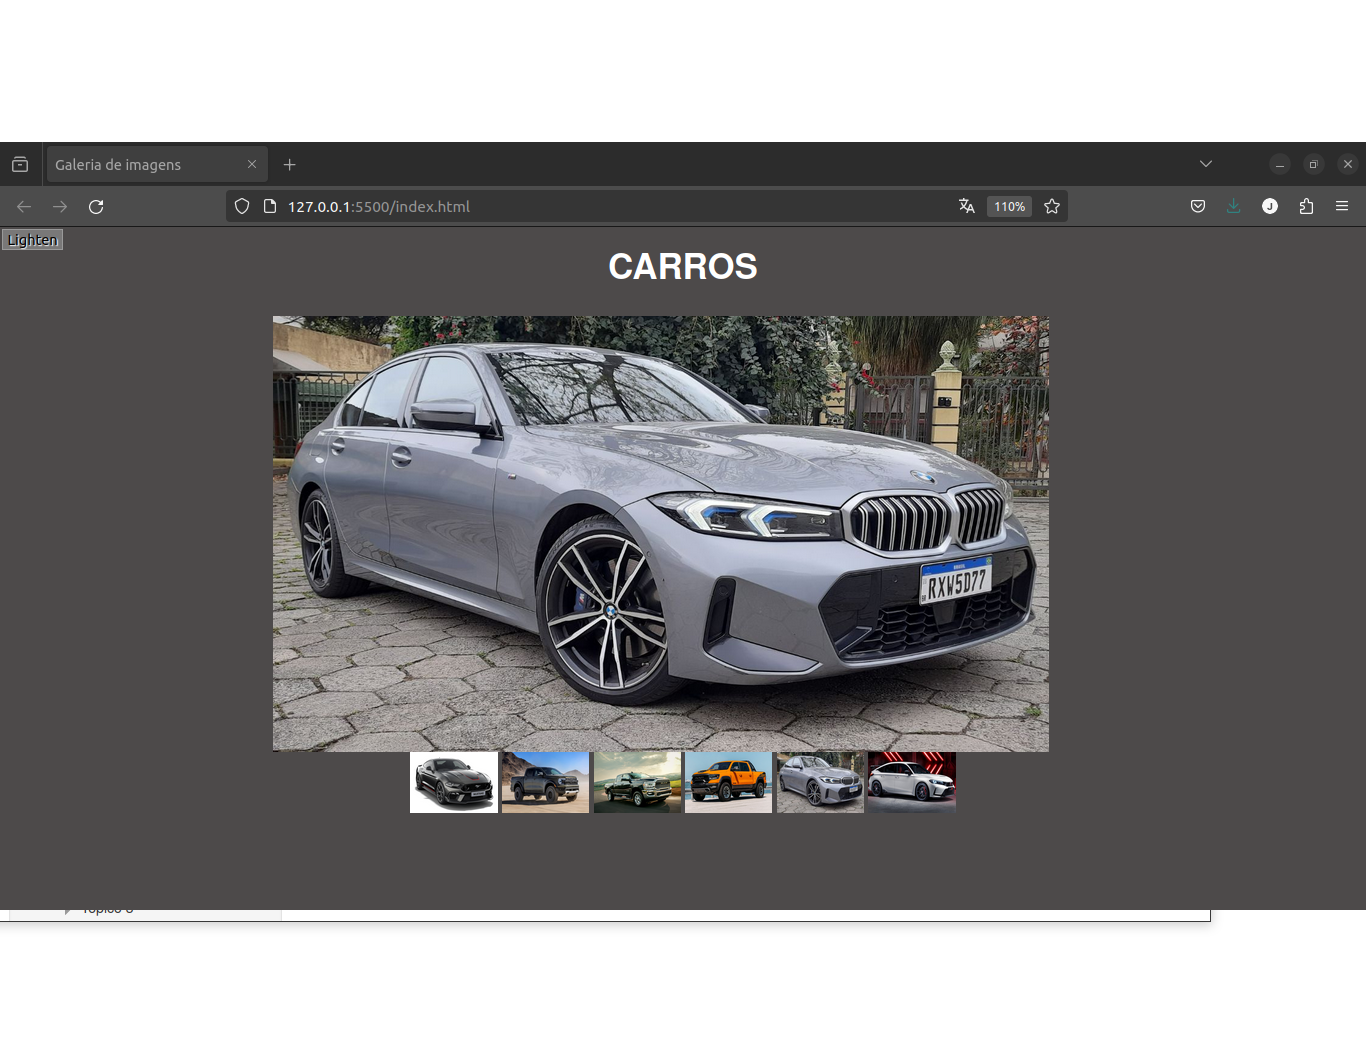 Galeria de imagens
127.0.0.1:5500/index.html
110%
J
Lighten
CARROS
RXW5D77